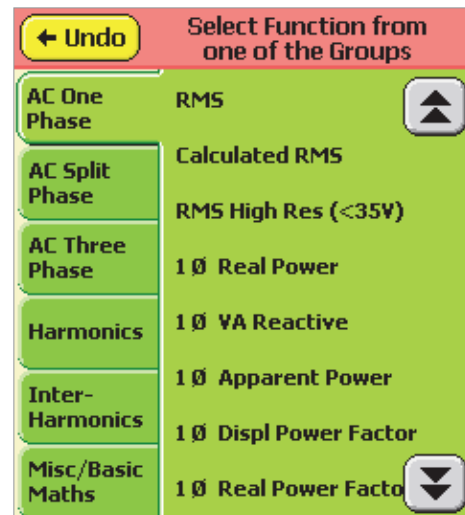 ← Undo
Select Function from
one of the Groups
AC One
Phase
AC Split
Phase
AC Three
Phase
Harmonics
Inter-
Harmonics
Misc/Basic
Maths
RMS
Calculated RMS
RMS High Res (<35V)
1 Ø Real Power
1 Ø VA Reactive
1 Ø Apparent Power
1 Ø Displ Power Factor
1 Ø Real Power Facto